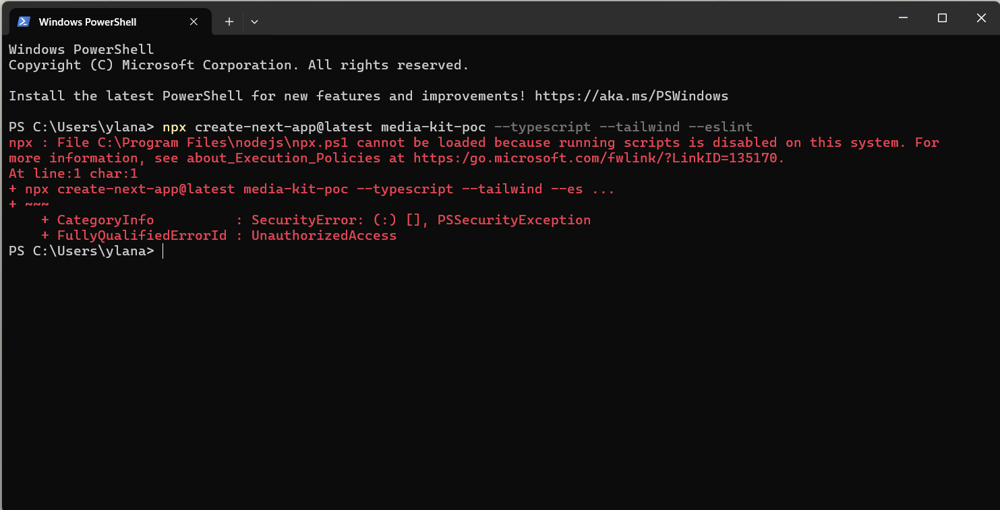 Windows PowerShell
Windows PowerShell
Copyright (C) Microsoft Corporation. All rights reserved.
Install the latest PowerShell for new features and improvements! https://aka.ms/PSWindows
PS C:\Users\ylana> npx create-next-app@latest media-kit-poc --typescript --tailwind --eslint
npx : File C:\Program Files\nodejs\npx.ps1 cannot be loaded because running scripts is disabled on this system. For
more information, see about_Execution_Policies at https:/go.microsoft.com/fwlink/?LinkID=135170.
At line:1 char:1
+ npx create-next-app@latest media-kit-poc --typescript --tailwind --es ...
+ ~~~
    + CategoryInfo          : SecurityError: (:) [], PSSecurityException
    + FullyQualifiedErrorId : UnauthorizedAccess
PS C:\Users\ylana>